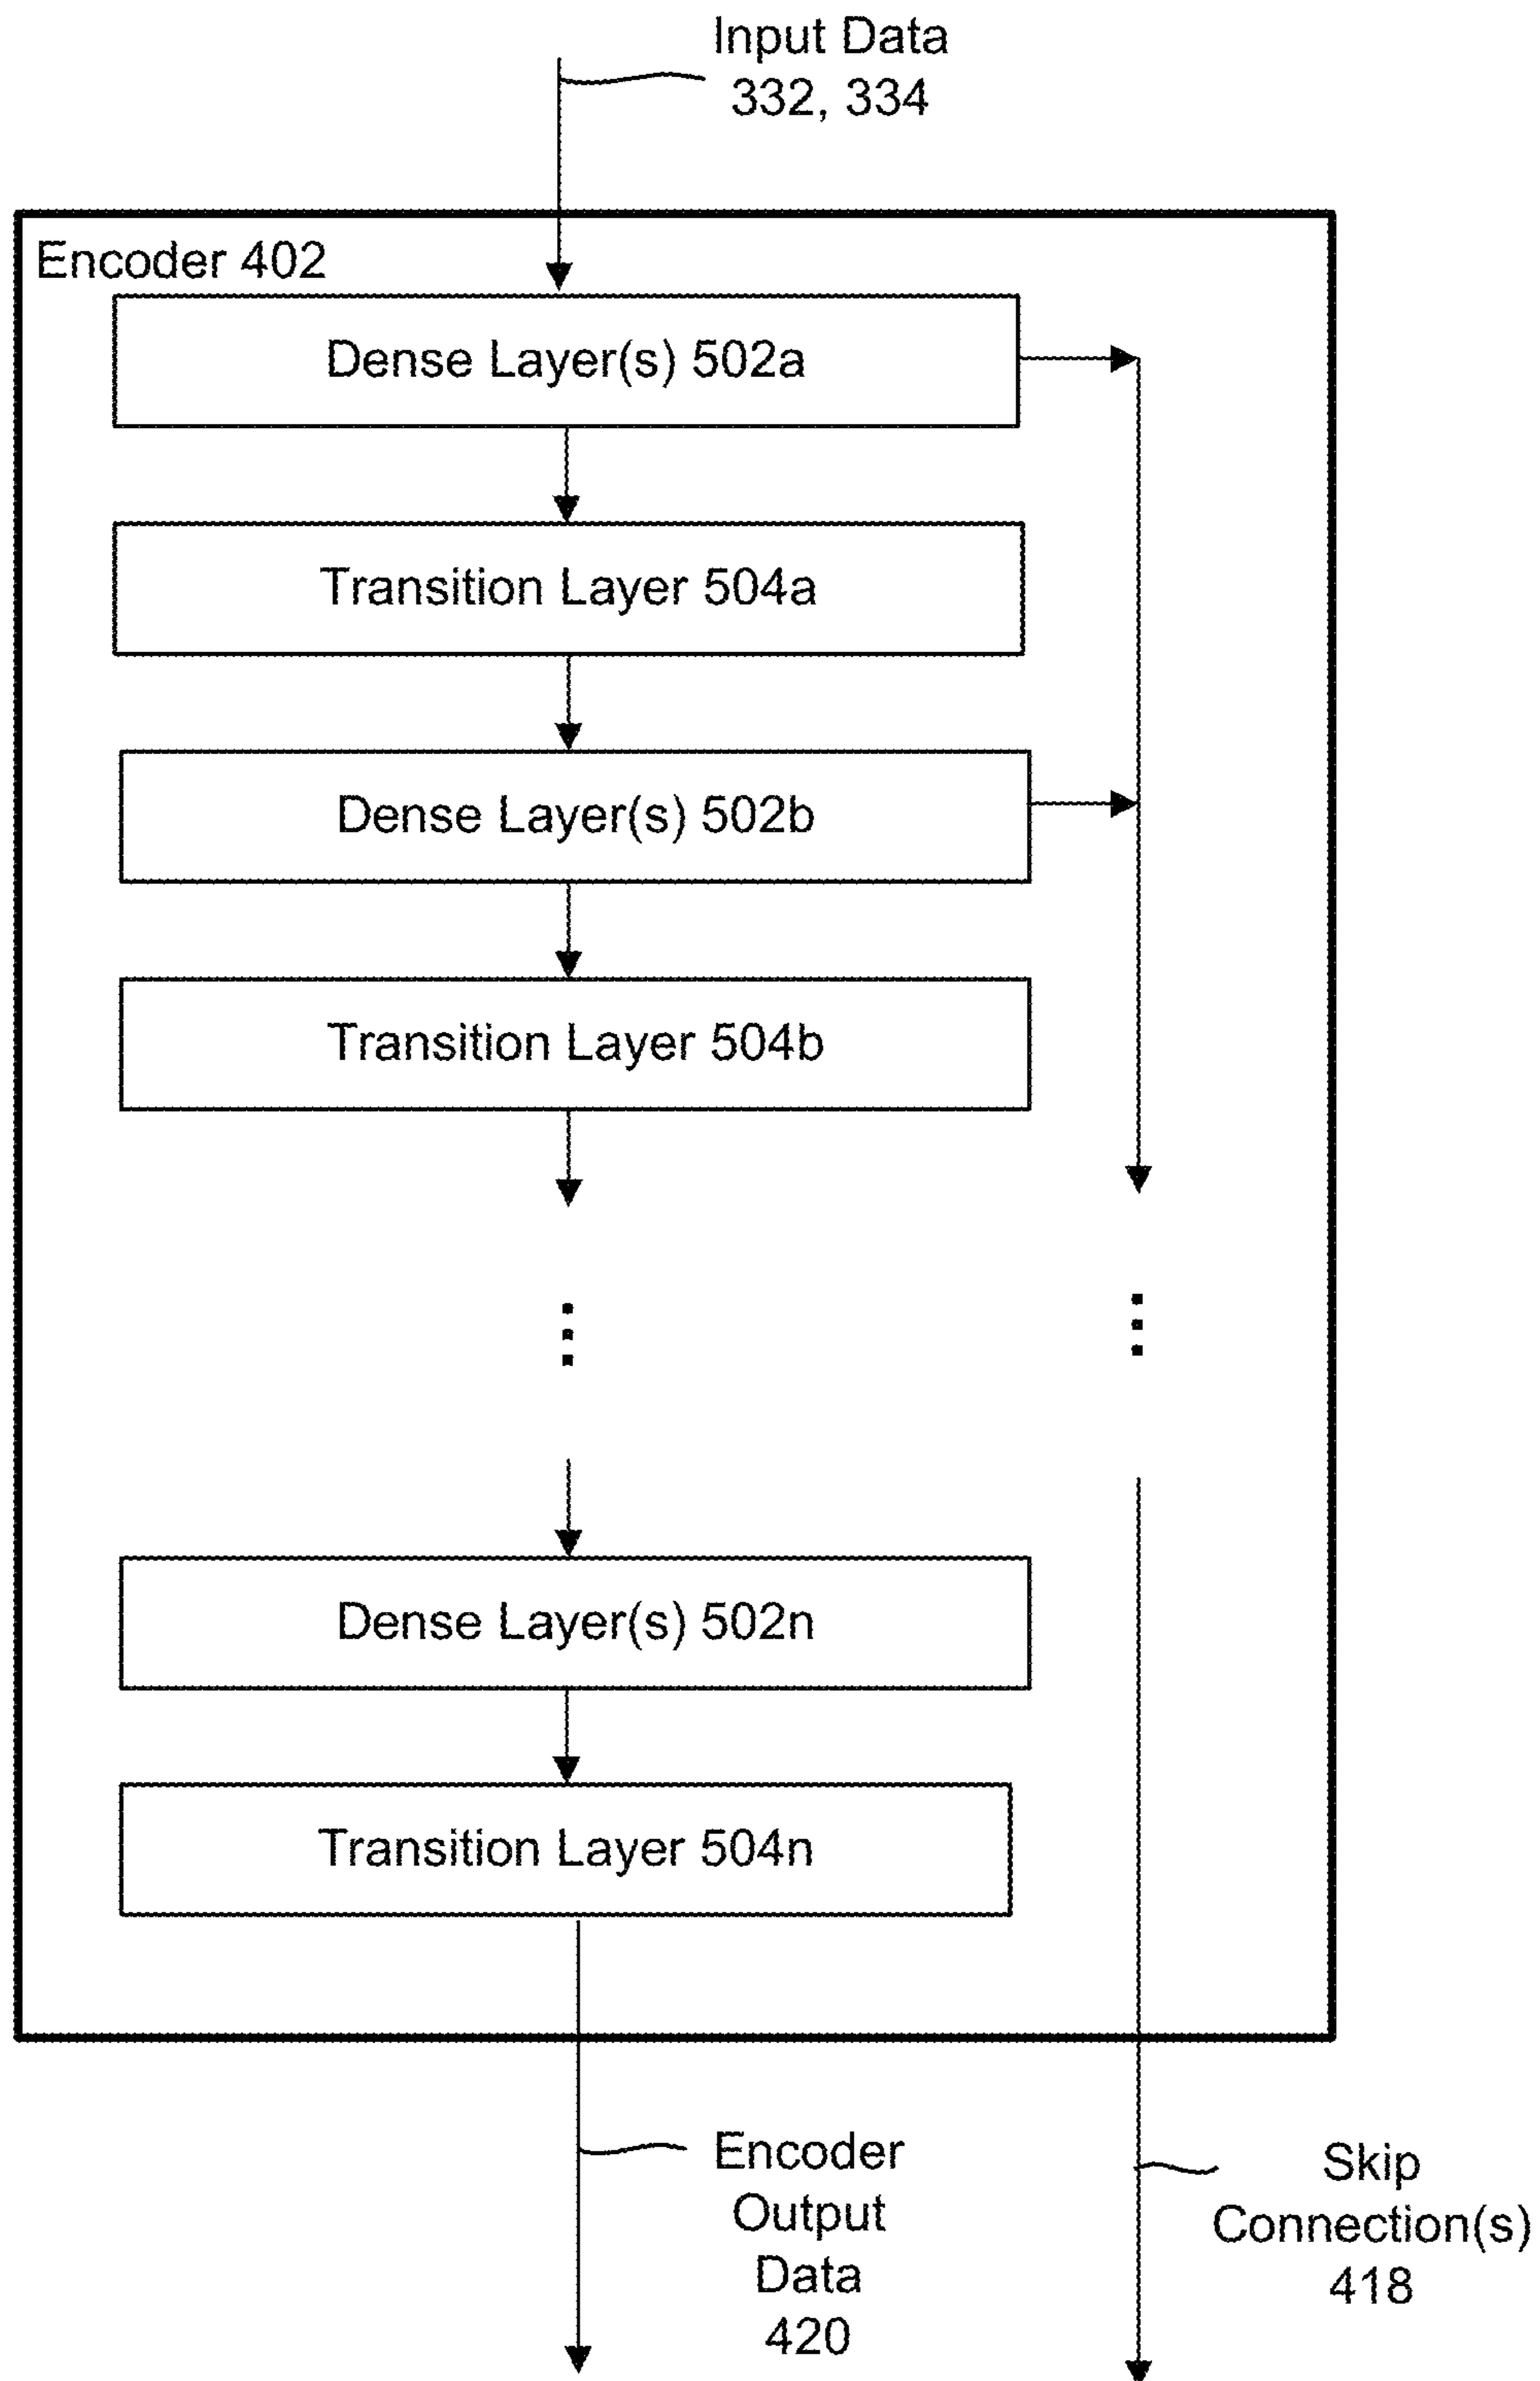 Input Data
332, 334
Encoder 402
Dense Layer(s) 502a
Transition Layer 504a
Dense Layer(s) 502b
Transition Layer 504b
Dense Layer(s) 502n
Transition Layer 504n
Encoder
Output
Data
420
Skip
Connection(s)
418